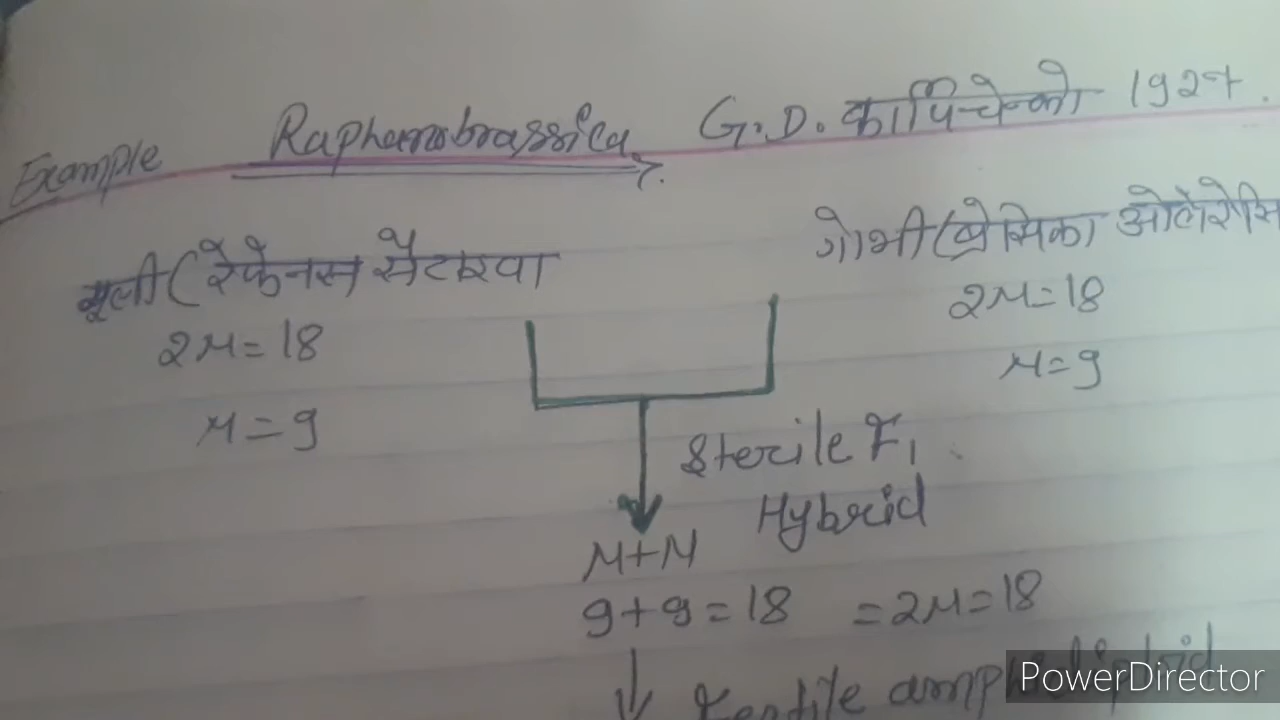 Example Raphanobrassica G.D. कार्पिचेन्को 1927.
मूली (रेफेनस सैटाइवा
गोभी (ब्रेसिका ओलेरेसि
2n=18
2n=18
n=9
n=9
Sterile F1
Hybrid
n+n
9+9=18 =2n=18
Fertile amphidiploid
PowerDirector